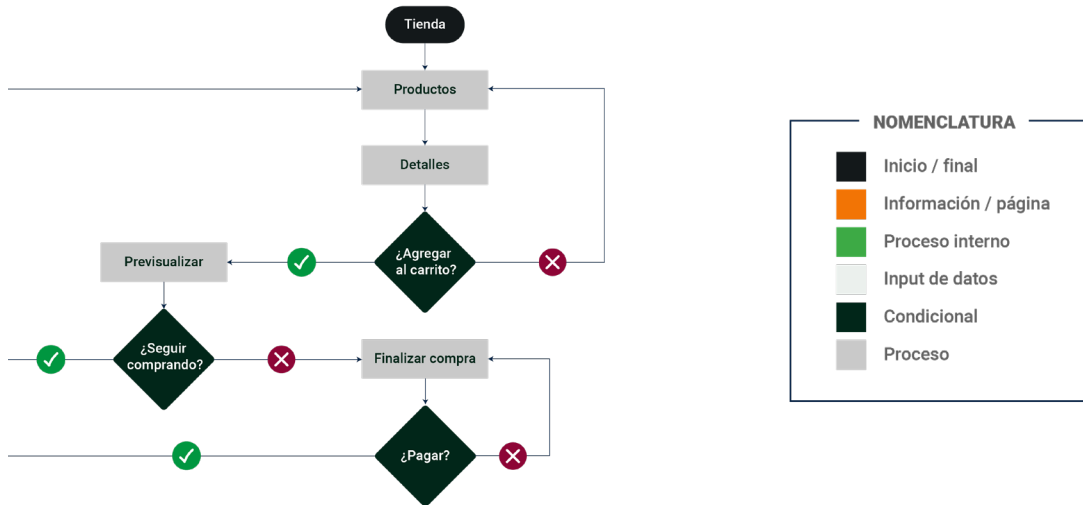 Tienda
Productos
Detalles
¿Agregar
al carrito?
Previsualizar
¿Seguir
comprando?
Finalizar compra
¿Pagar?
NOMENCLATURA
Inicio / final
Información / página
Proceso interno
Input de datos
Condicional
Proceso